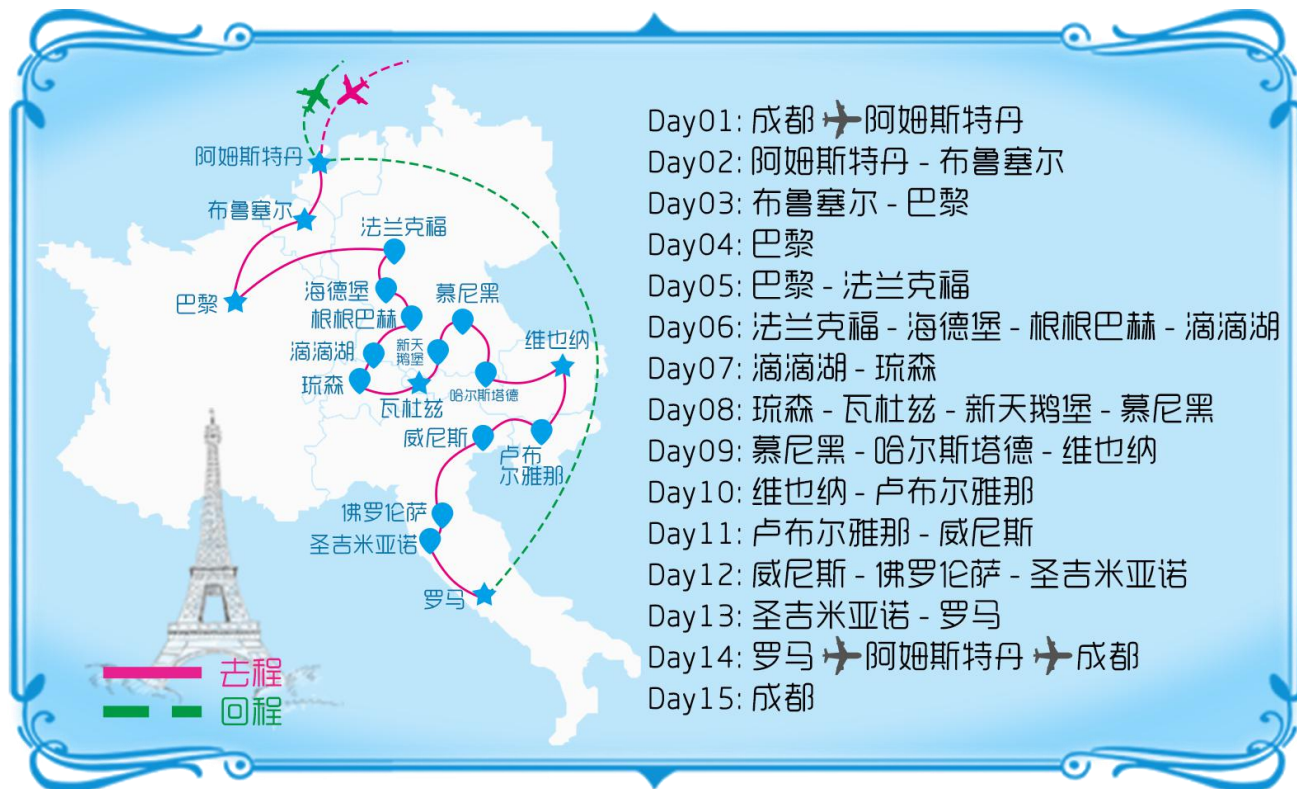 阿姆斯特丹
布鲁塞尔
法兰克福
巴黎
海德堡
慕尼黑
根根巴赫
滴滴湖
新天
鹅堡
维也纳
琉森
瓦杜兹
哈尔斯塔德
威尼斯
卢布
尔雅那
佛罗伦萨
圣吉米亚诺
罗马
去程
回程
Day01: 成都 阿姆斯特丹
Day02: 阿姆斯特丹 - 布鲁塞尔
Day03: 布鲁塞尔 - 巴黎
Day04: 巴黎
Day05: 巴黎 - 法兰克福
Day06: 法兰克福 - 海德堡 - 根根巴赫 - 滴滴湖
Day07: 滴滴湖 - 琉森
Day08: 琉森 - 瓦杜兹 - 新天鹅堡 - 慕尼黑
Day09: 慕尼黑 - 哈尔斯塔德 - 维也纳
Day10: 维也纳 - 卢布尔雅那
Day11: 卢布尔雅那 - 威尼斯
Day12: 威尼斯 - 佛罗伦萨 - 圣吉米亚诺
Day13: 圣吉米亚诺 - 罗马
Day14: 罗马 阿姆斯特丹 成都
Day15: 成都